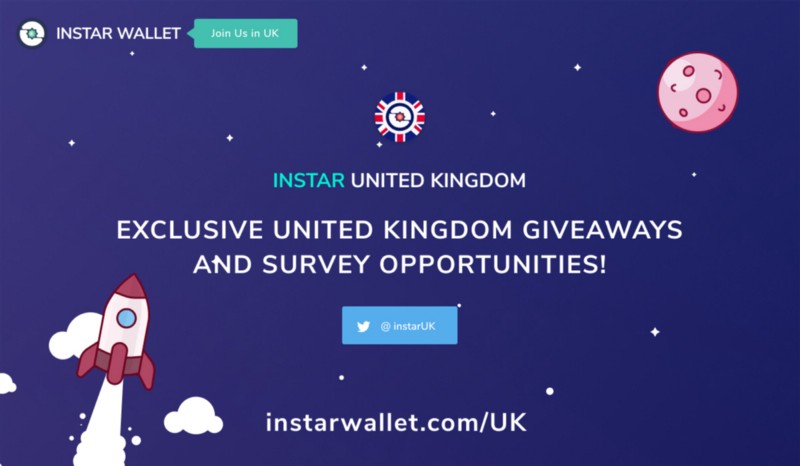 INSTAR WALLET
Join Us in UK
INSTAR UNITED KINGDOM
EXCLUSIVE UNITED KINGDOM GIVEAWAYS
AND SURVEY OPPORTUNITIES!
@ instarUK
instarwallet.com/UK